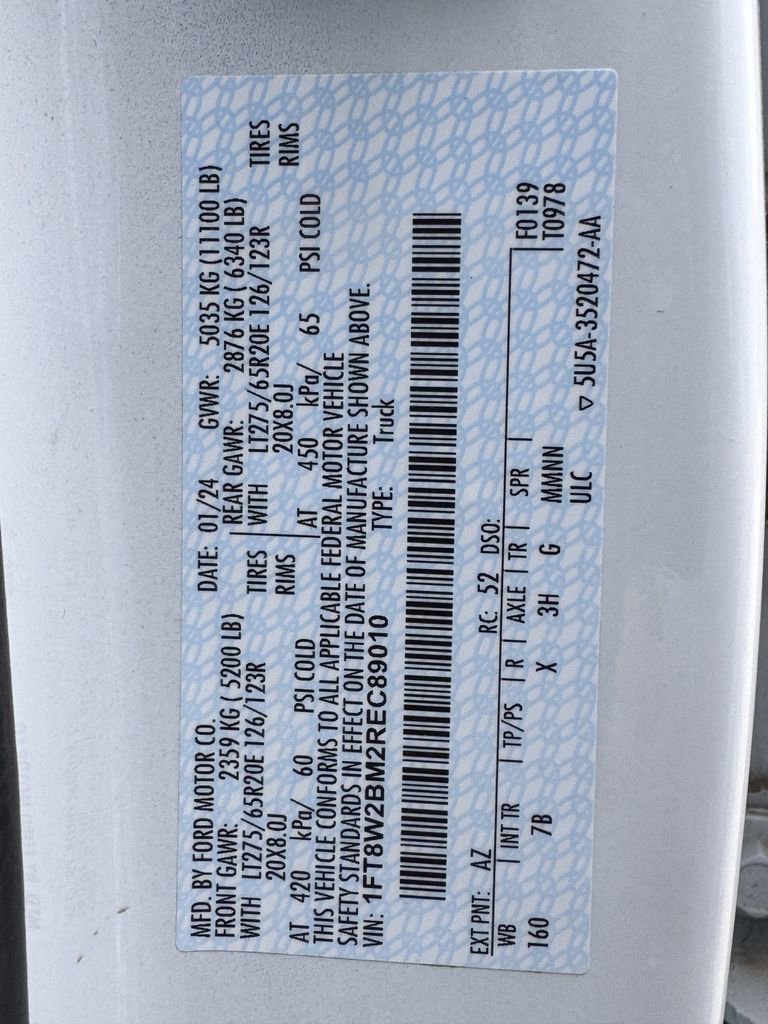 MFD. BY FORD MOTOR CO.
DATE: 01/24 GVWR: 5035 KG (11100 LB)
FRONT GAWR: 2359 KG ( 5200 LB) REAR GAWR: 2876 KG ( 6340 LB)
WITH LT275/65R20E 126/123R TIRES WITH LT275/65R20E 126/123R TIRES
20X8.0J RIMS 20X8.0J RIMS
AT 420 kPa/ 60 PSI COLD AT 450 kPa/ 65 PSI COLD
THIS VEHICLE CONFORMS TO ALL APPLICABLE FEDERAL MOTOR VEHICLE
SAFETY STANDARDS IN EFFECT ON THE DATE OF MANUFACTURE SHOWN ABOVE.
VIN: 1FT8W2BM2REC89010 TYPE: Truck
EXT PNT: AZ RC: 52 DSO:
WB INT TR TP/PS R AXLE TR SPR F0139
160 7B X 3H G MMNN T0978
ULC
▽ 5U5A-3520472-AA